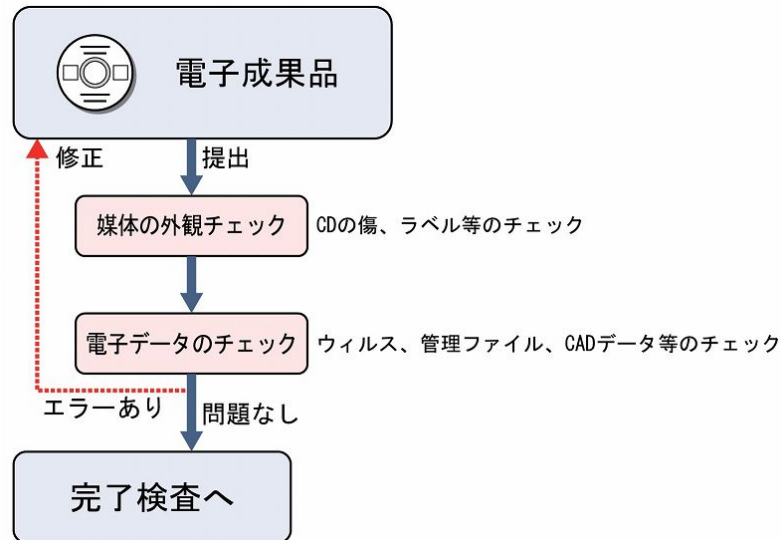 電子成果品
修正
提出
媒体の外観チェック
CDの傷、ラベル等のチェック
電子データのチェック
ウィルス、管理ファイル、CADデータ等のチェック
エラーあり
問題なし
完了検査へ